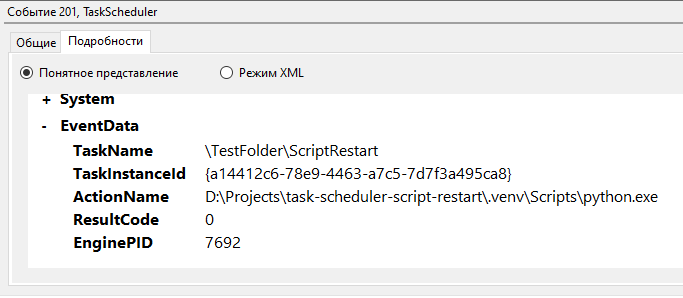 Событие 201, TaskScheduler
Общие Подробности
Понятное представление Режим XML
+ System
- EventData
TaskName \TestFolder\ScriptRestart
TaskInstanceId {a14412c6-78e9-4463-a7c5-7d7f3a495ca8}
ActionName D:\Projects\task-scheduler-script-restart\.venv\Scripts\python.exe
ResultCode 0
EnginePID 7692